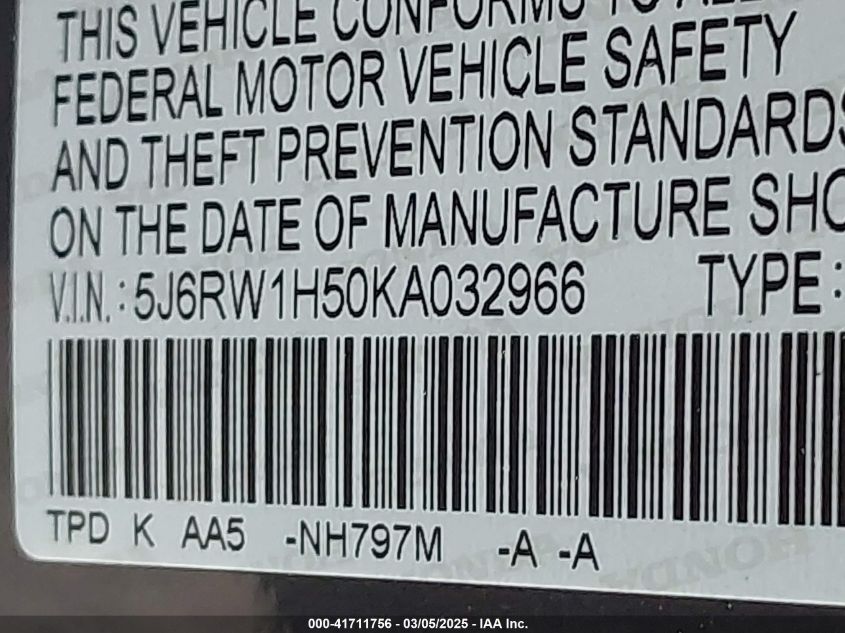 THIS VEHICLE CONFORMS TO
FEDERAL MOTOR VEHICLE SAFETY
AND THEFT PREVENTION STANDARDS
ON THE DATE OF MANUFACTURE SHO
V.I.N.: 5J6RW1H50KA032966 TYPE:
TPD K AA5 -NH797M -A -A
HONDA
000-41711756 — 03/05/2025 — IAA Inc.